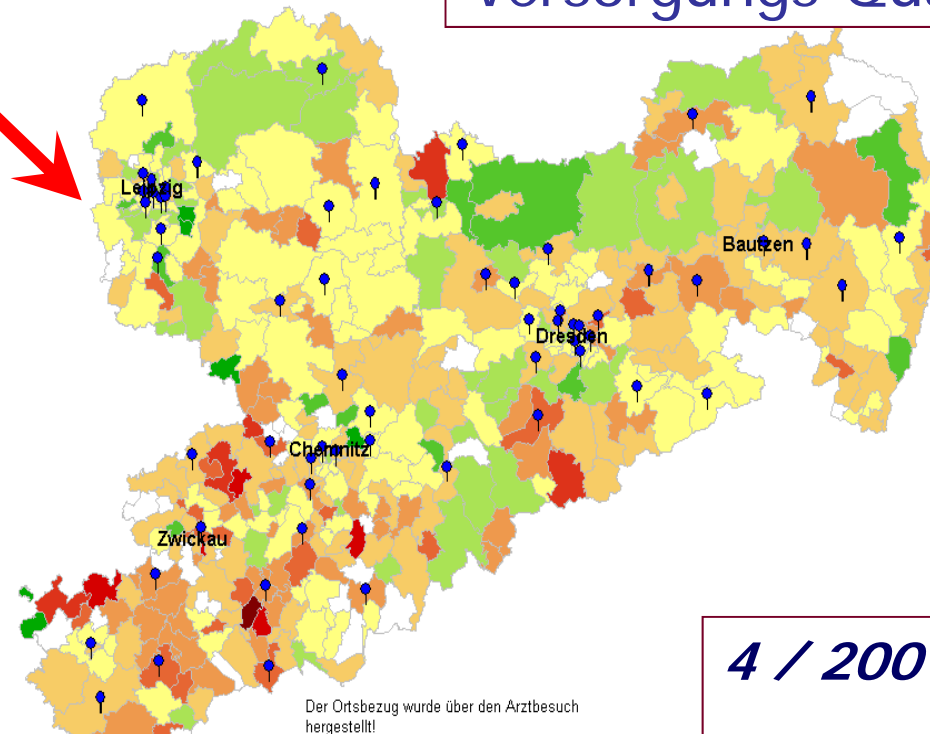 Leipzig
Bautzen
Dresden
Chemnitz
Zwickau
4 / 200
Der Ortsbezug wurde über den Arztbesuch
hergestellt!